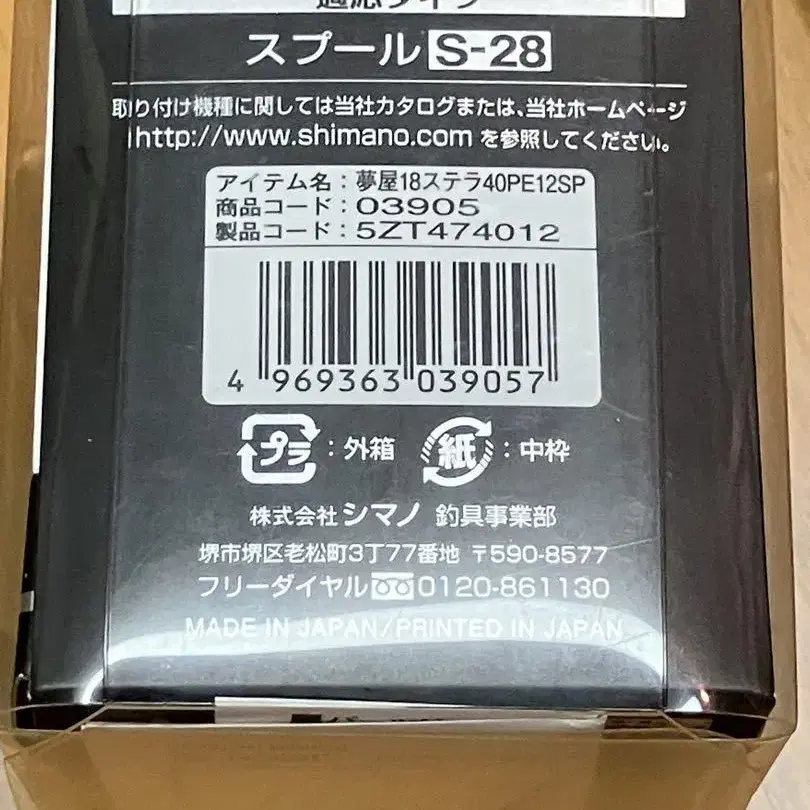 適応タイプ
スプール S-28
取り付け機種に関しては当社カタログまたは、当社ホームページ
http://www.shimano.com を参照してください。
アイテム名：夢屋18ステラ40PE12SP
商品コード：03905
製品コード：5ZT474012
4 969363 039057
プラ：外箱 紙：中枠
株式会社シマノ 釣具事業部
堺市堺区老松町3丁77番地 〒590-8577
フリーダイヤル 0120-861130
MADE IN JAPAN/PRINTED IN JAPAN